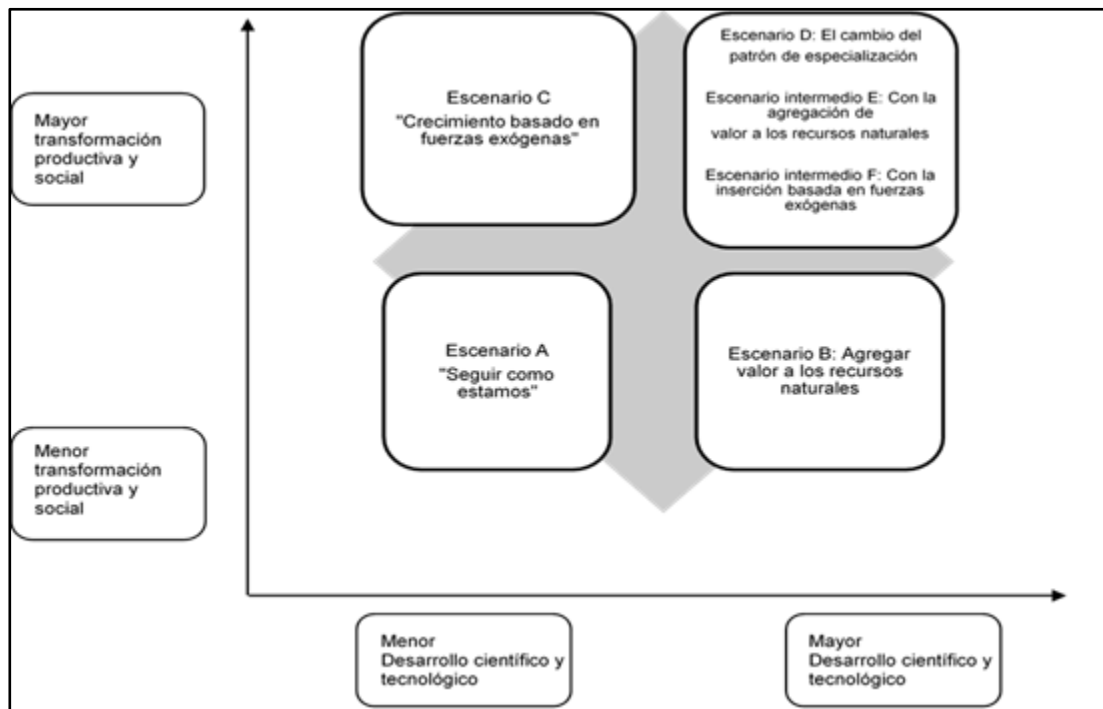 Mayor
transformación
productiva y
social
Escenario C
"Crecimiento basado en
fuerzas exógenas"
Escenario D: El cambio del
patrón de especialización
Escenario intermedio E: Con la
agregación de
valor a los recursos naturales
Escenario intermedio F: Con la
inserción basada en fuerzas
exógenas
Menor
transformación
productiva y
social
Escenario A
"Seguir como
estamos"
Escenario B: Agregar
valor a los recursos
naturales
Menor
Desarrollo científico y
tecnológico
Mayor
Desarrollo científico y
tecnológico